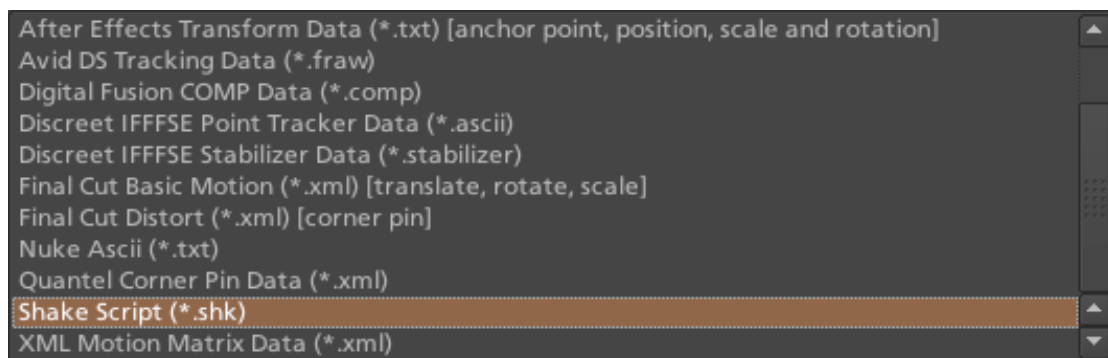 After Effects Transform Data (*.txt) [anchor point, position, scale and rotation]
Avid DS Tracking Data (*.fraw)
Digital Fusion COMP Data (*.comp)
Discreet IFFFSE Point Tracker Data (*.ascii)
Discreet IFFFSE Stabilizer Data (*.stabilizer)
Final Cut Basic Motion (*.xml) [translate, rotate, scale]
Final Cut Distort (*.xml) [corner pin]
Nuke Ascii (*.txt)
Quantel Corner Pin Data (*.xml)
Shake Script (*.shk)
XML Motion Matrix Data (*.xml)